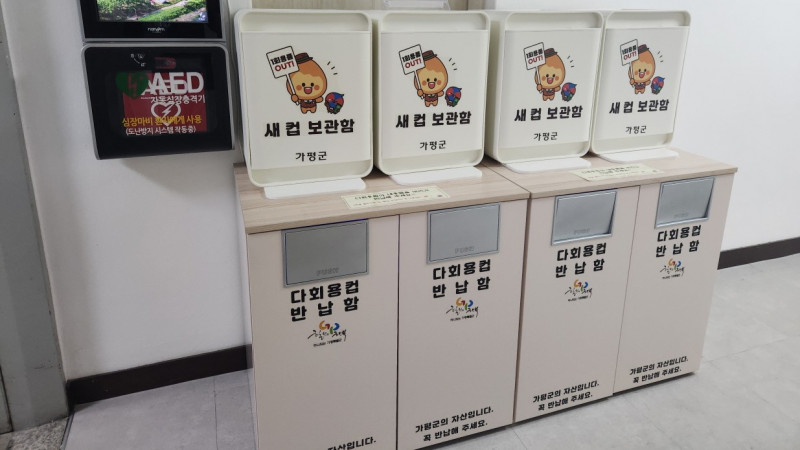 AED
자동심장충격기
심장마비 환자에게 사용
(도난방지 시스템 작동중)
1회용품
OUT!
새 컵 보관함
가평군
1회용품
OUT!
새 컵 보관함
가평군
1회용품
OUT!
새 컵 보관함
가평군
1회용품
OUT!
새 컵 보관함
가평군
다회용컵
반 납 함
다회용컵
반 납 함
가평군의 자산입니다.
꼭 반납해 주세요.
다회용컵
반 납 함
가평군의 자산입니다.
꼭 반납해 주세요.
다회용컵
반 납 함
가평군의 자산입니다.
꼭 반납해 주세요.